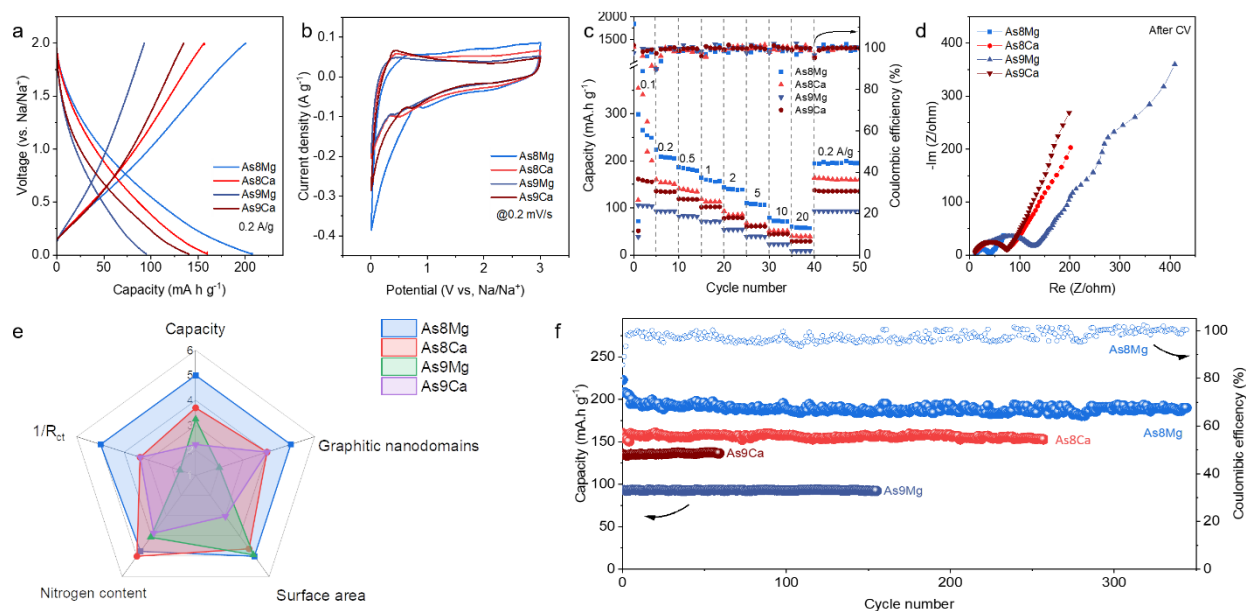 a
2.0
1.5
1.0
0.5
0.0
Voltage (vs. Na/Na⁺)
As8Mg
As8Ca
As9Mg
As9Ca
0.2 A/g
0 50 100 150 200 250
Capacity (mA h g⁻¹)
b
0.1
0.0
-0.1
-0.2
-0.3
-0.4
Current density (A g⁻¹)
As8Mg
As8Ca
As9Mg
As9Ca
@0.2 mV/s
0 1 2 3
Potential (V vs, Na/Na⁺)
c
2000
1500
300
200
100
0
Capacity (mA.h g⁻¹)
As8Mg
As8Ca
As9Mg
As9Ca
0.1
0.2
0.5
1
2
5
10
20
0.2 A/g
100
80
60
40
20
0
Coulombic efficiency (%)
0 10 20 30 40 50
Cycle number
d
After CV
400
300
200
100
0
-Im (Z/ohm)
As8Mg
As8Ca
As9Mg
As9Ca
0 100 200 300 400
Re (Z/ohm)
e
Capacity
6
5
4
As8Mg
As8Ca
As9Mg
As9Ca
1/Rct
Graphitic nanodomains
Nitrogen content
Surface area
f
250
200
150
100
50
0
Capacity (mA.h g⁻¹)
As8Mg
As8Mg
As8Ca
As9Ca
As9Mg
100
80
60
40
20
0
Coulombic efficiency (%)
0 100 200 300
Cycle number